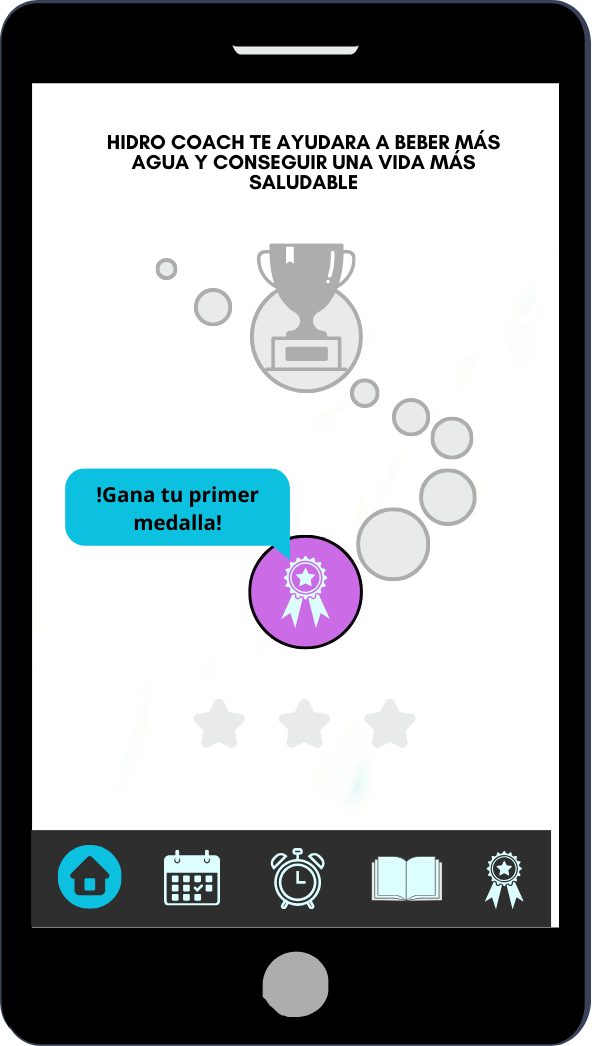 HIDRO COACH TE AYUDARA A BEBER MÁS
AGUA Y CONSEGUIR UNA VIDA MÁS
SALUDABLE
!Gana tu primer
medalla!